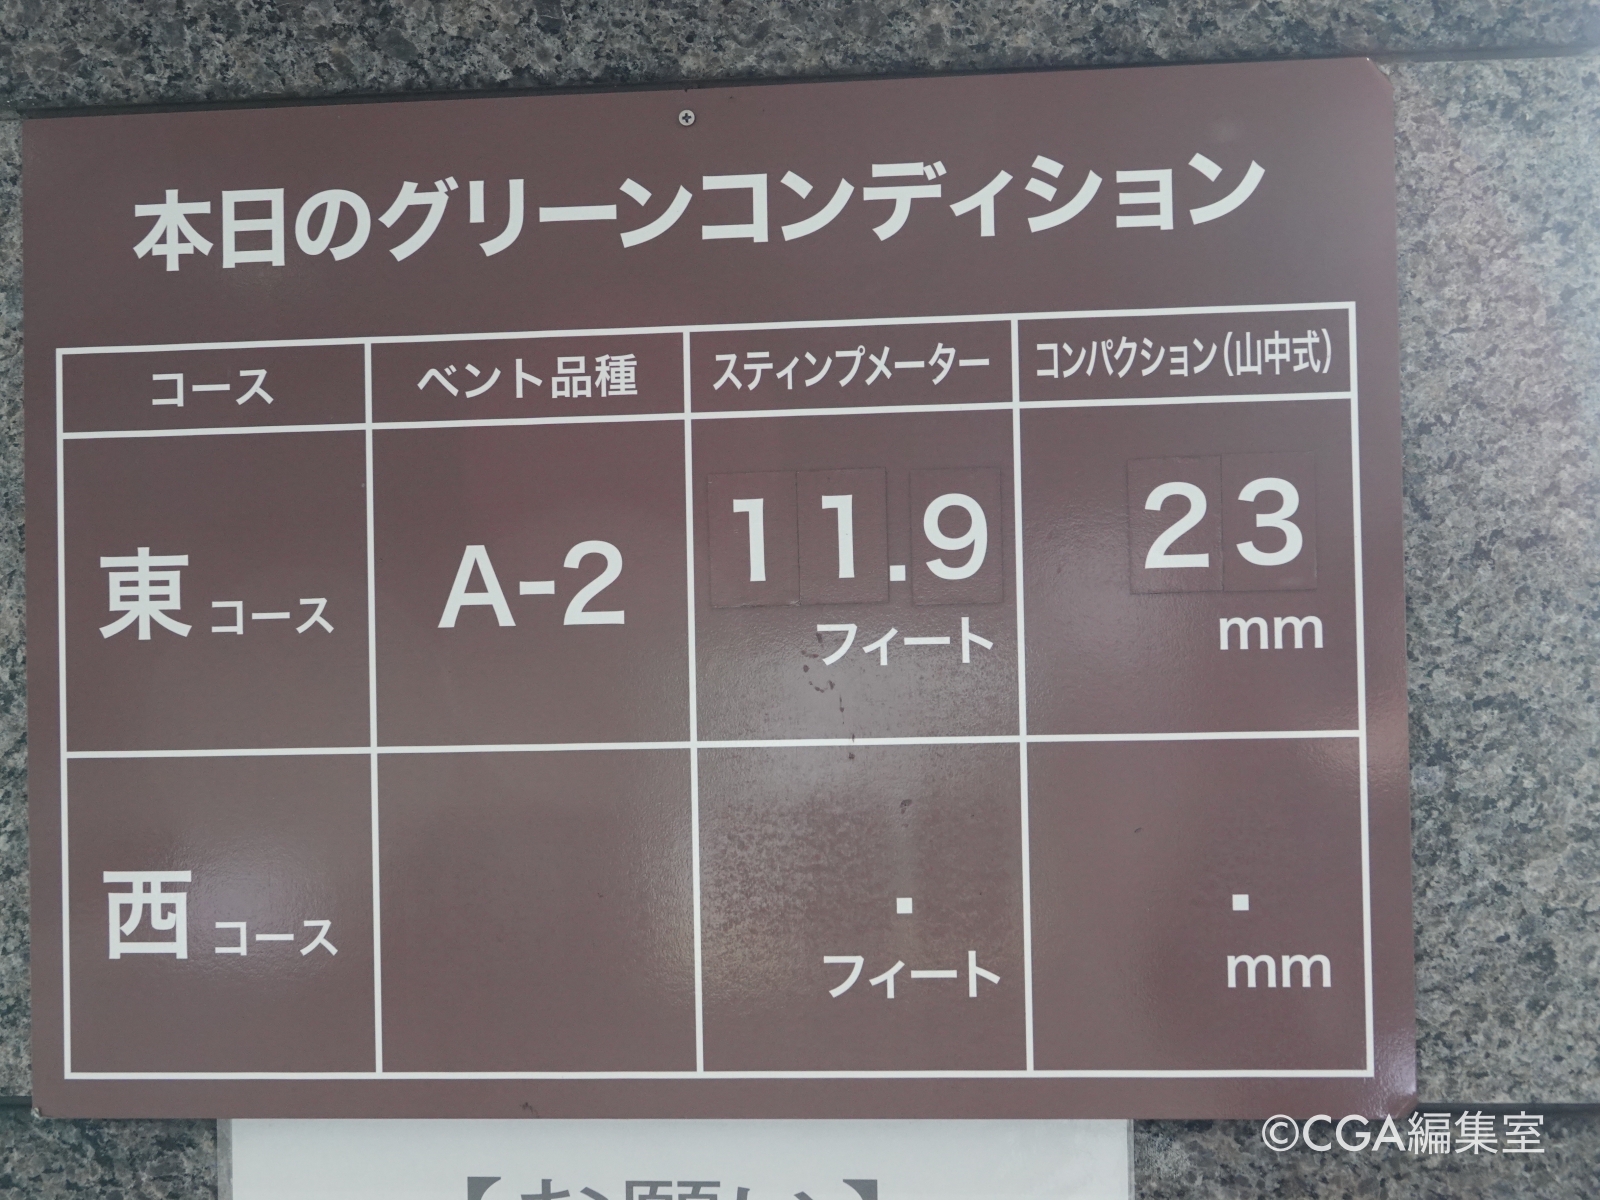 本日のグリーンコンディション
コース ベント品種 スティンプメーター コンパクション(山中式)
東コース A-2 11.9 フィート 23 mm
西コース . フィート . mm
【お願い】
©CGA編集室